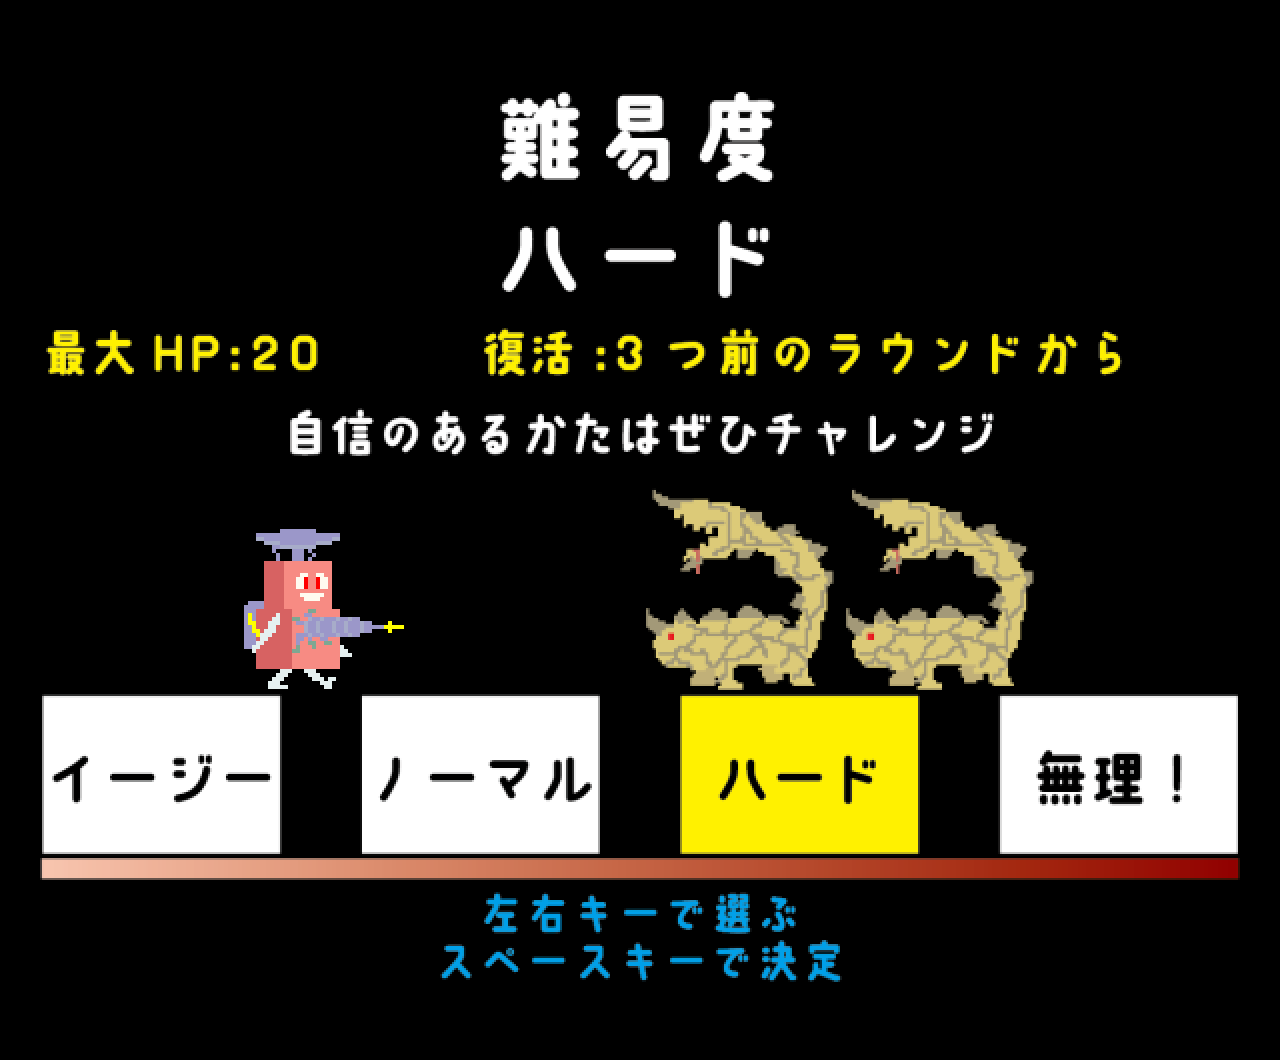 難易度
ハード
最大HP:20 復活:3つ前のラウンドから
自信のあるかたはぜひチャレンジ
イージー ノーマル ハード 無理！
左右キーで選ぶ
スペースキーで決定